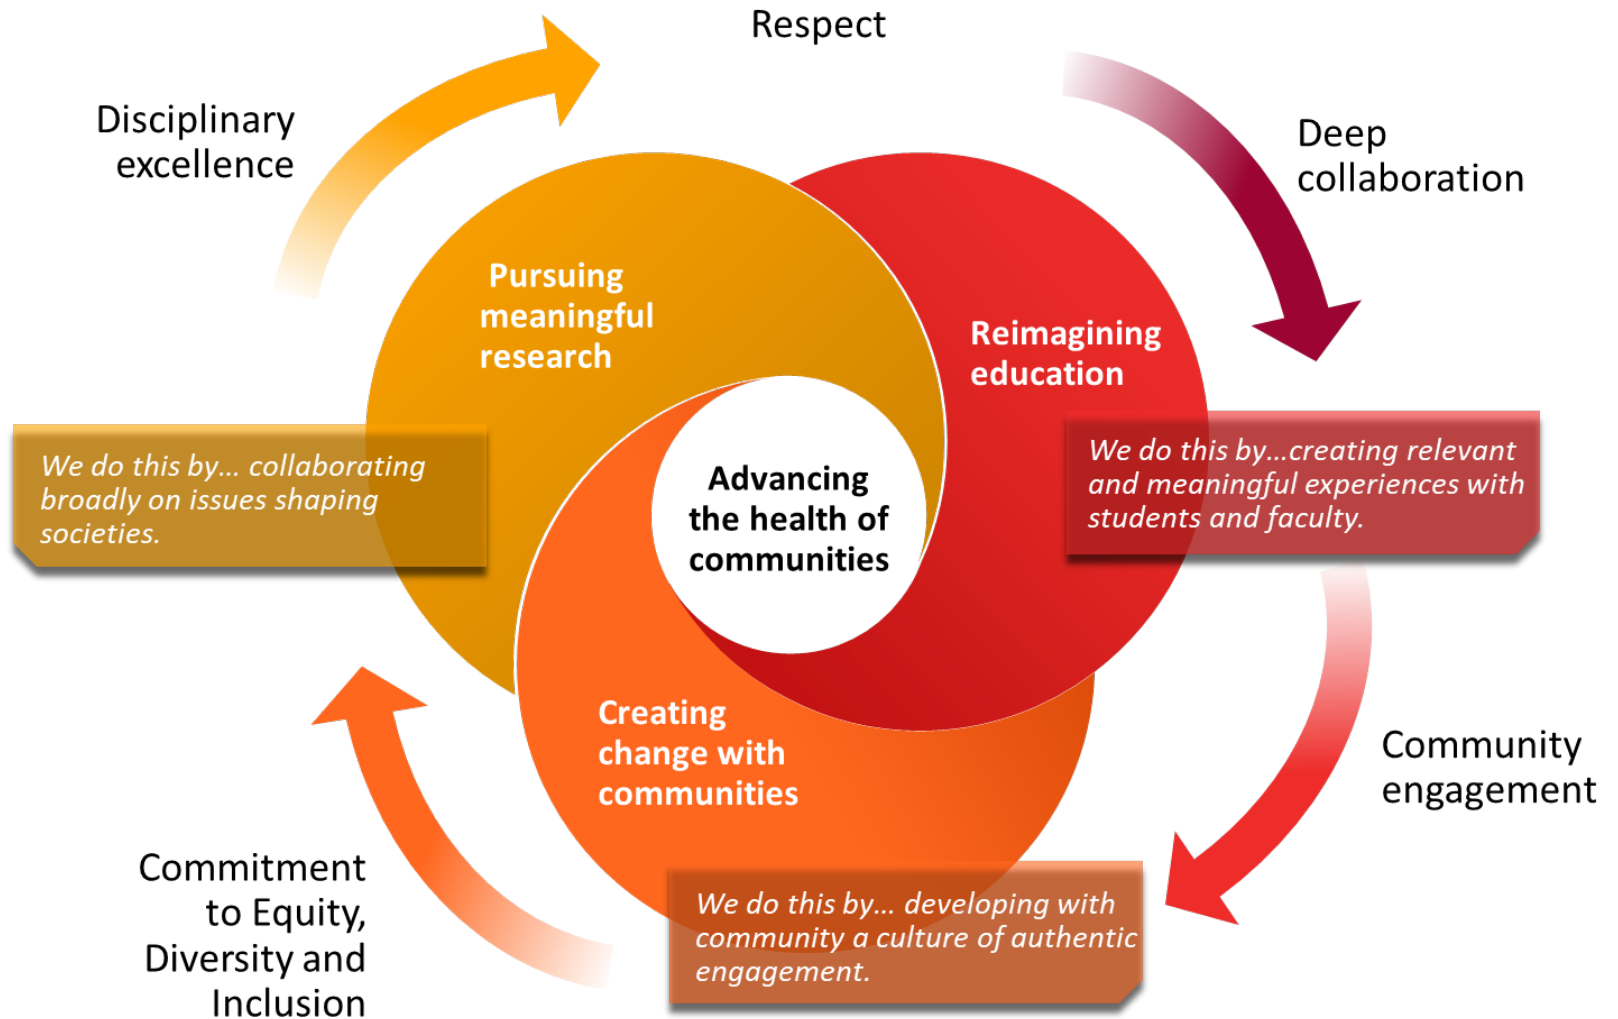 Respect
Disciplinary
excellence
Deep
collaboration
Pursuing
meaningful
research
Reimagining
education
We do this by... collaborating
broadly on issues shaping
societies.
Advancing
the health of
communities
We do this by...creating relevant
and meaningful experiences with
students and faculty.
Creating
change with
communities
Community
engagement
Commitment
to Equity,
Diversity and
Inclusion
We do this by... developing with
community a culture of authentic
engagement.